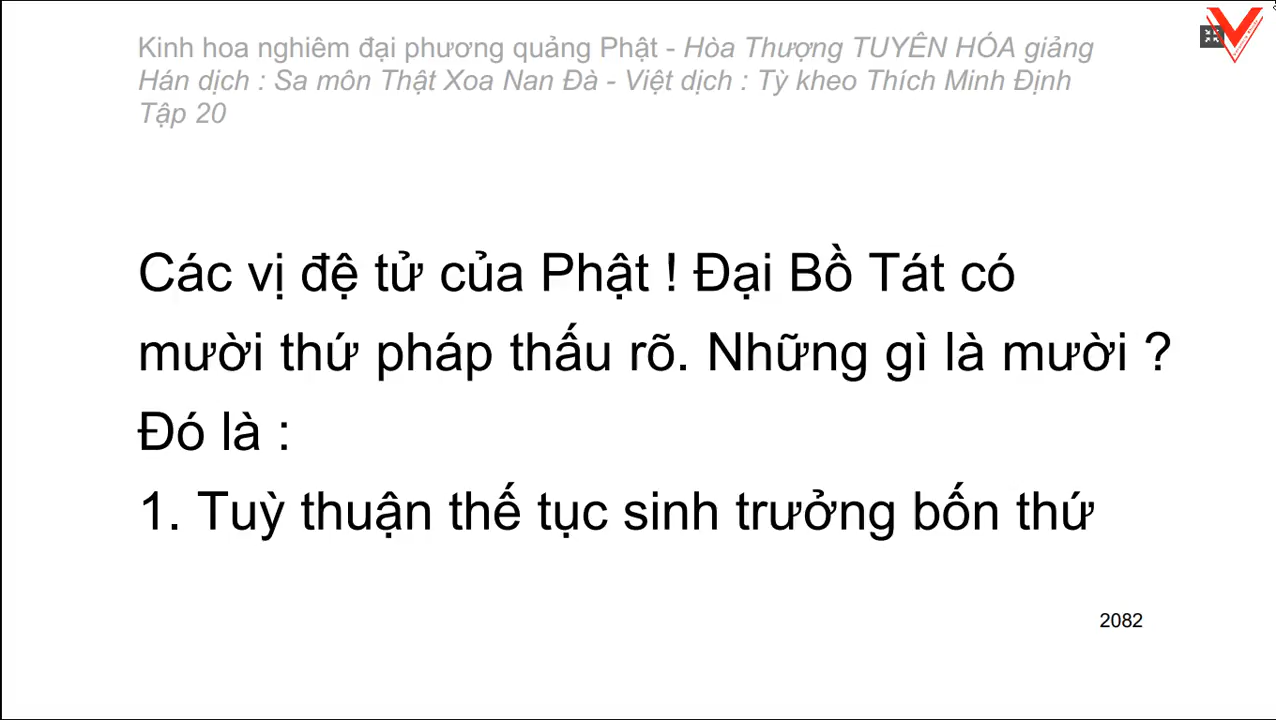 Kinh hoa nghiêm đại phương quảng Phật - Hòa Thượng TUYÊN HÓA giảng
Hán dịch : Sa môn Thật Xoa Nan Đà - Việt dịch : Tỳ kheo Thích Minh Định
Tập 20
Các vị đệ tử của Phật ! Đại Bồ Tát có
mười thứ pháp thấu rõ. Những gì là mười ?
Đó là :
1. Tuỳ thuận thế tục sinh trưởng bốn thứ
2082